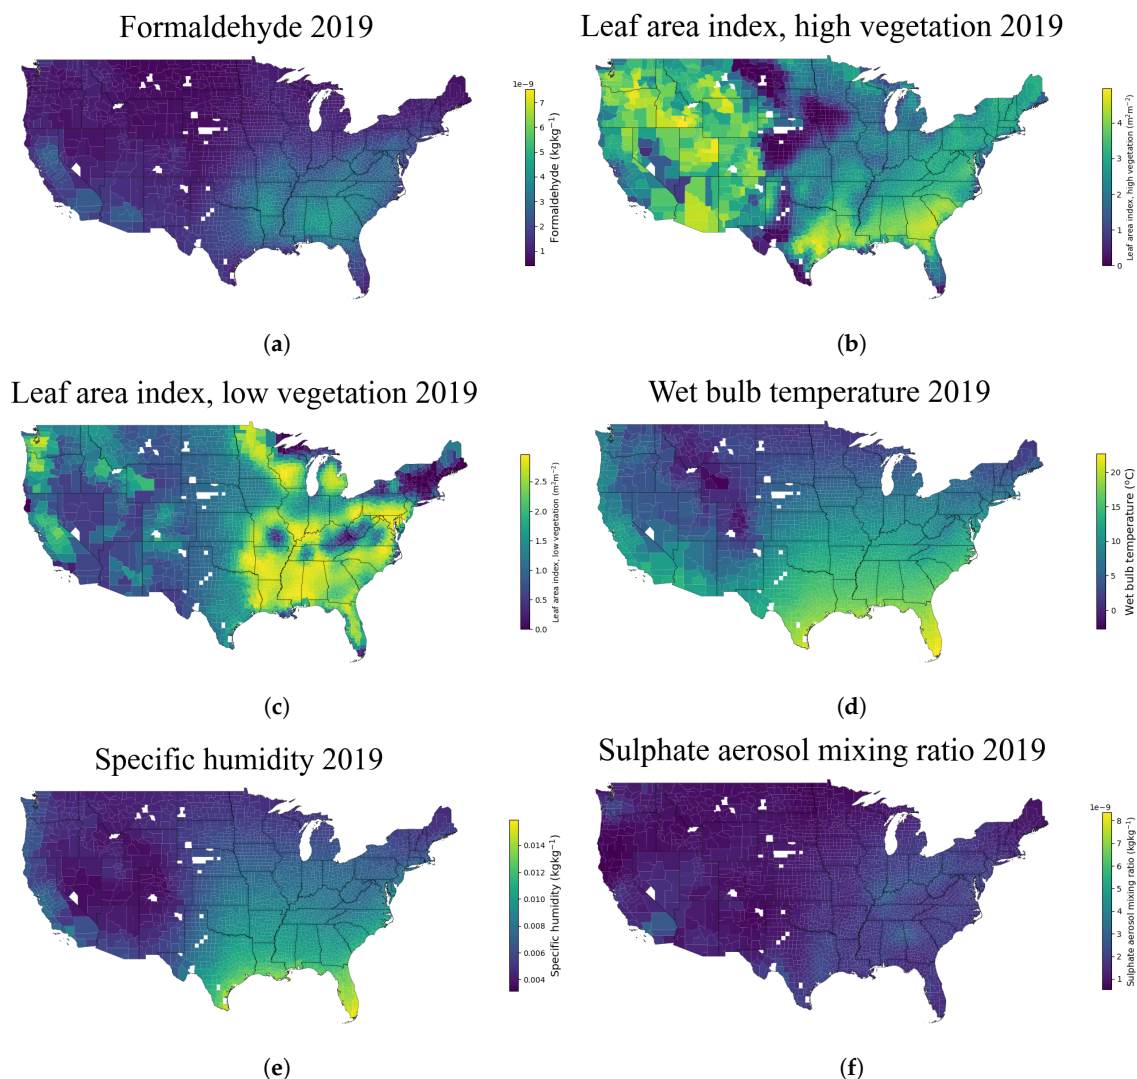 Formaldehyde 2019
1e−9
7
6
5
4
3
2
1
Formaldehyde (kgkg⁻¹)
(a)
Leaf area index, high vegetation 2019
4
3
2
1
0
Leaf area index, high vegetation (m²m⁻²)
(b)
Leaf area index, low vegetation 2019
2.5
2.0
1.5
1.0
0.5
0.0
Leaf area index, low vegetation (m²m⁻²)
(c)
Wet bulb temperature 2019
20
15
10
5
0
Wet bulb temperature (°C)
(d)
Specific humidity 2019
0.014
0.012
0.010
0.008
0.006
0.004
Specific humidity (kgkg⁻¹)
(e)
Sulphate aerosol mixing ratio 2019
1e−9
8
7
6
5
4
3
2
1
Sulphate aerosol mixing ratio (kgkg⁻¹)
(f)